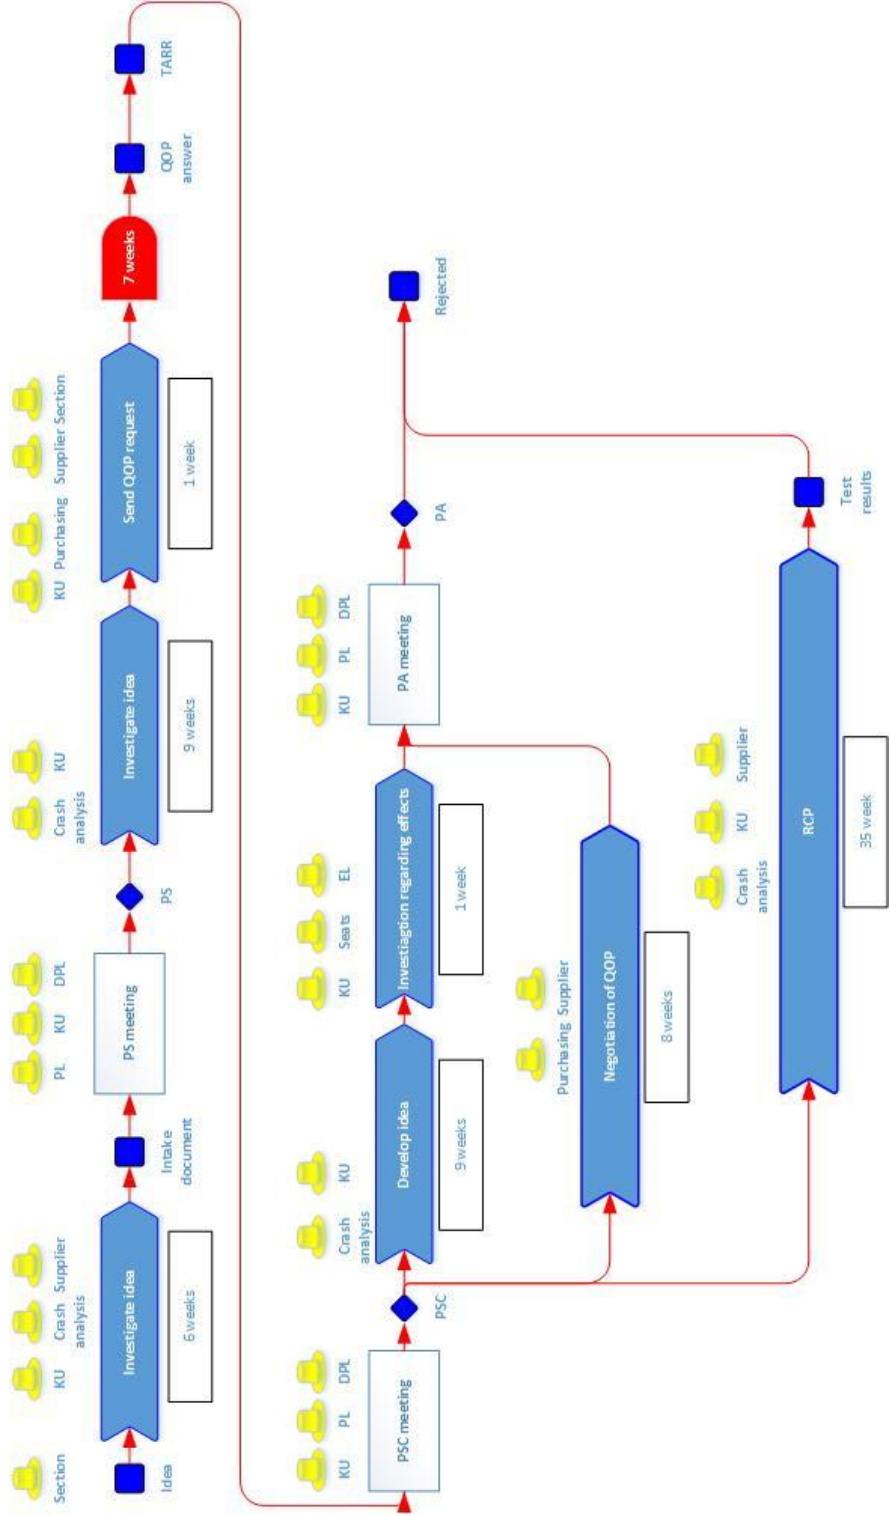 Section
KU
Crash
analysis
Supplier
PL
KU
DPL
Crash
analysis
KU
KU
Purchasing
Supplier
Section
Idea
Investigate idea
6 weeks
Intake
document
PS meeting
PS
Investigate idea
9 weeks
Send QOP request
1 week
7 weeks
QOP
answer
TARR
KU
PL
DPL
PSC meeting
PSC
Crash
analysis
KU
Develop idea
9 weeks
KU
Seats
EL
Investiagtion regarding effects
1 week
KU
PL
DPL
PA meeting
PA
Rejected
Purchasing
Supplier
Negotiation of QOP
8 weeks
Crash
analysis
KU
Supplier
RCP
35 week
Test
results